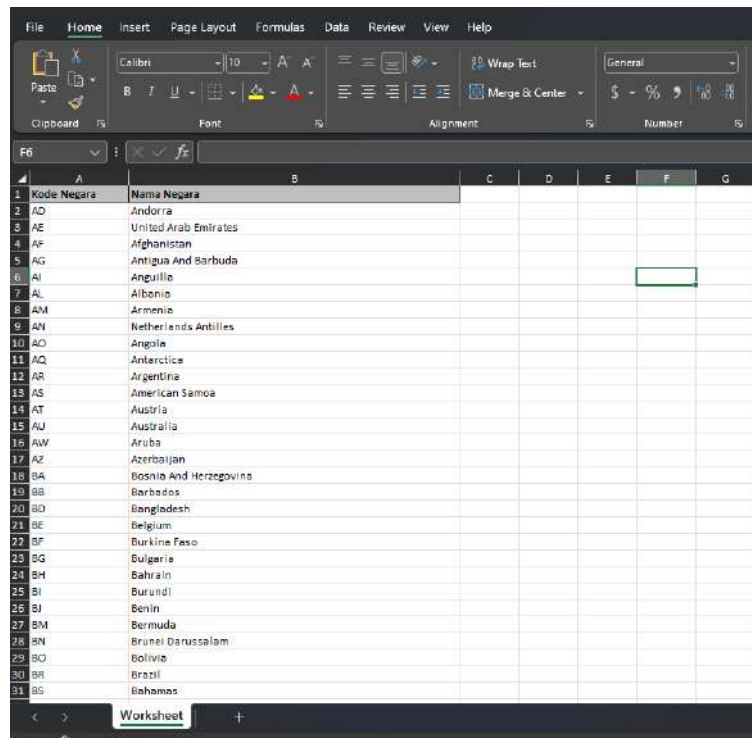 File Home Insert Page Layout Formulas Data Review View Help
Paste
Calibri 10 A A
B I U A
Wrap Text
Merge & Center
General
$ % 9
Clipboard Font Alignment Number
F6 fx
A B C D E F G
1 Kode Negara Nama Negara
2 AD Andorra
3 AE United Arab Emirates
4 AF Afghanistan
5 AG Antigua And Barbuda
6 AI Anguilla
7 AL Albania
8 AM Armenia
9 AN Netherlands Antilles
10 AO Angola
11 AQ Antarctica
12 AR Argentina
13 AS American Samoa
14 AT Austria
15 AU Australia
16 AW Aruba
17 AZ Azerbaijan
18 BA Bosnia And Herzegovina
19 BB Barbados
20 BD Bangladesh
21 BE Belgium
22 BF Burkina Faso
23 BG Bulgaria
24 BH Bahrain
25 BI Burundi
26 BJ Benin
27 BM Bermuda
28 BN Brunei Darussalam
29 BO Bolivia
30 BR Brazil
31 BS Bahamas
Worksheet